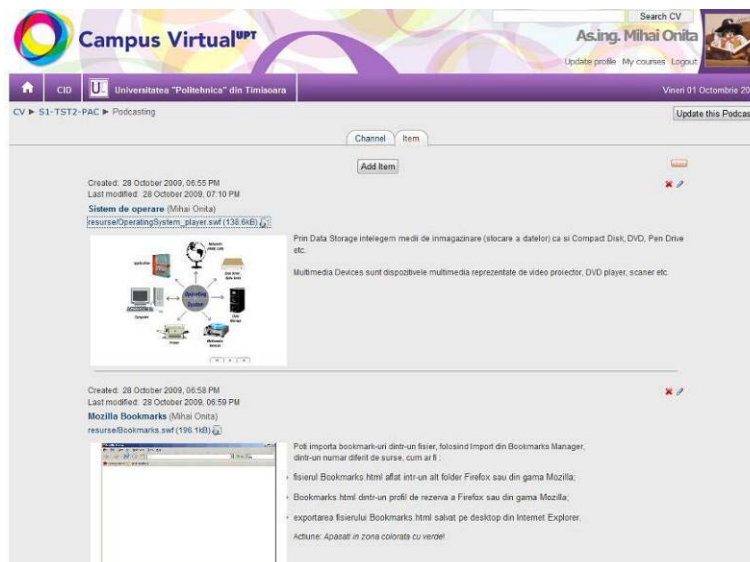 Search CV
Campus Virtual UPT
As.ing. Mihai Onita
Update profile My courses Logout
CID
Universitatea "Politehnica" din Timisoara
Vineri 01 Octombrie 20
CV ► S1-TST2-PAC ► Podcasting
Update this Podcas
Channel Item
Add Item
Created: 28 October 2009, 06:55 PM
Last modified: 28 October 2009, 07:10 PM
Sistem de operare (Mihai Onita)
resurse/OperatingSystem_player.swf (138.6kB)
Prin Data Storage intelegem medii de inmagazinare (stocare a datelor) ca si Compact Disk, DVD, Pen Drive
etc.
Multimedia Devices sunt dispozitivele multimedia reprezentate de video proiector, DVD player, scaner etc.
Operating
System
Computer
Created: 28 October 2009, 06:58 PM
Last modified: 28 October 2009, 06:59 PM
Mozilla Bookmarks (Mihai Onita)
resurse/Bookmarks.swf (196.1kB)
Poti importa bookmark-uri dintr-un fisier, folosind Import din Bookmarks Manager,
dintr-un numar diferit de surse, cum ar fi :
fisierul Bookmarks.html aflat intr-un alt folder Firefox sau din gama Mozilla;
Bookmarks.html dintr-un profil de rezerva a Firefox sau din gama Mozilla;
exportarea fisierului Bookmarks.html salvat pe desktop din Internet Explorer.
Actiune: Apasati in zona colorata cu verde!